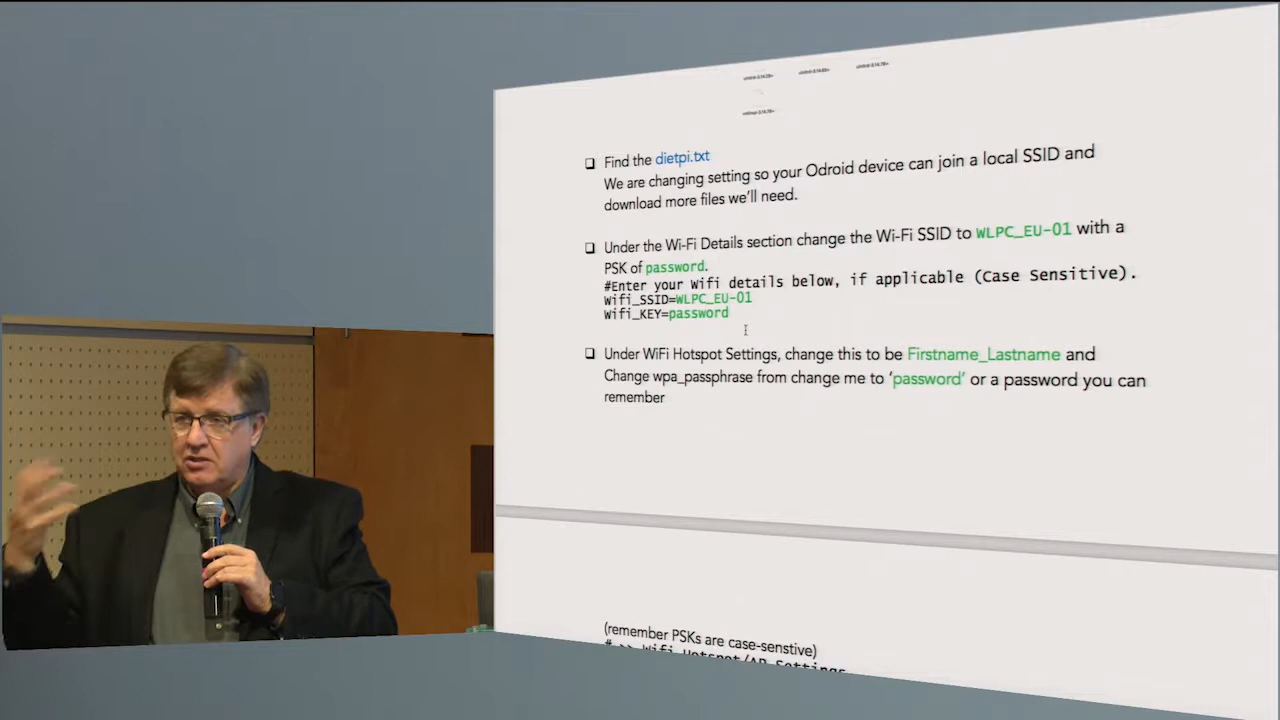 Find the dietpi.txt
We are changing setting so your Odroid device can join a local SSID and
download more files we'll need.
Under the Wi-Fi Details section change the Wi-Fi SSID to WLPC_EU-01 with a
PSK of password.
#Enter your Wifi details below, if applicable (Case Sensitive).
Wifi_SSID=WLPC_EU-01
Wifi_KEY=password
Under WiFi Hotspot Settings, change this to be Firstname_Lastname and
Change wpa_passphrase from change me to 'password' or a password you can
remember
(remember PSKs are case-senstive)
# >> Wifi Hotspot/AP Settings